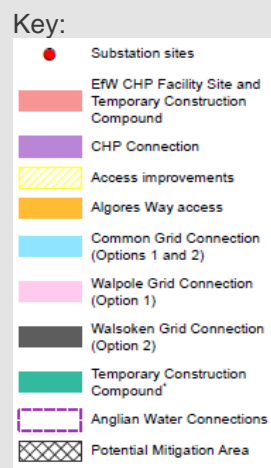 Key:
Substation sites
EfW CHP Facility Site and
Temporary Construction
Compound
CHP Connection
Access improvements
Algores Way access
Common Grid Connection
(Options 1 and 2)
Walpole Grid Connection
(Option 1)
Walsoken Grid Connection
(Option 2)
Temporary Construction
Compound*
Anglian Water Connections
Potential Mitigation Area